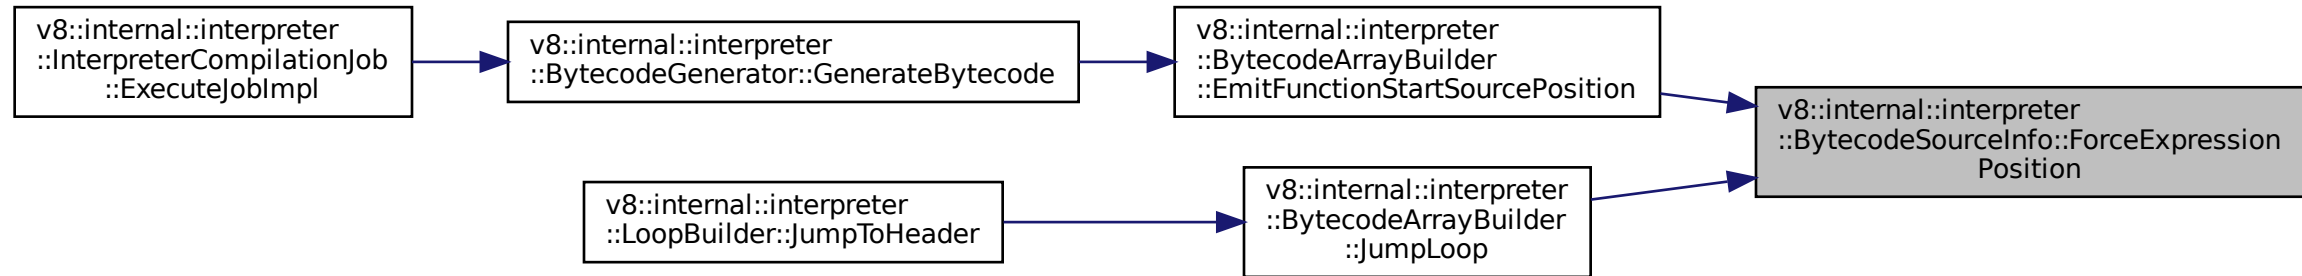 v8::internal::interpreter
::InterpreterCompilationJob
::ExecuteJobImpl
v8::internal::interpreter
::BytecodeGenerator::GenerateBytecode
v8::internal::interpreter
::BytecodeArrayBuilder
::EmitFunctionStartSourcePosition
v8::internal::interpreter
::BytecodeSourceInfo::ForceExpression
Position
v8::internal::interpreter
::LoopBuilder::JumpToHeader
v8::internal::interpreter
::BytecodeArrayBuilder
::JumpLoop